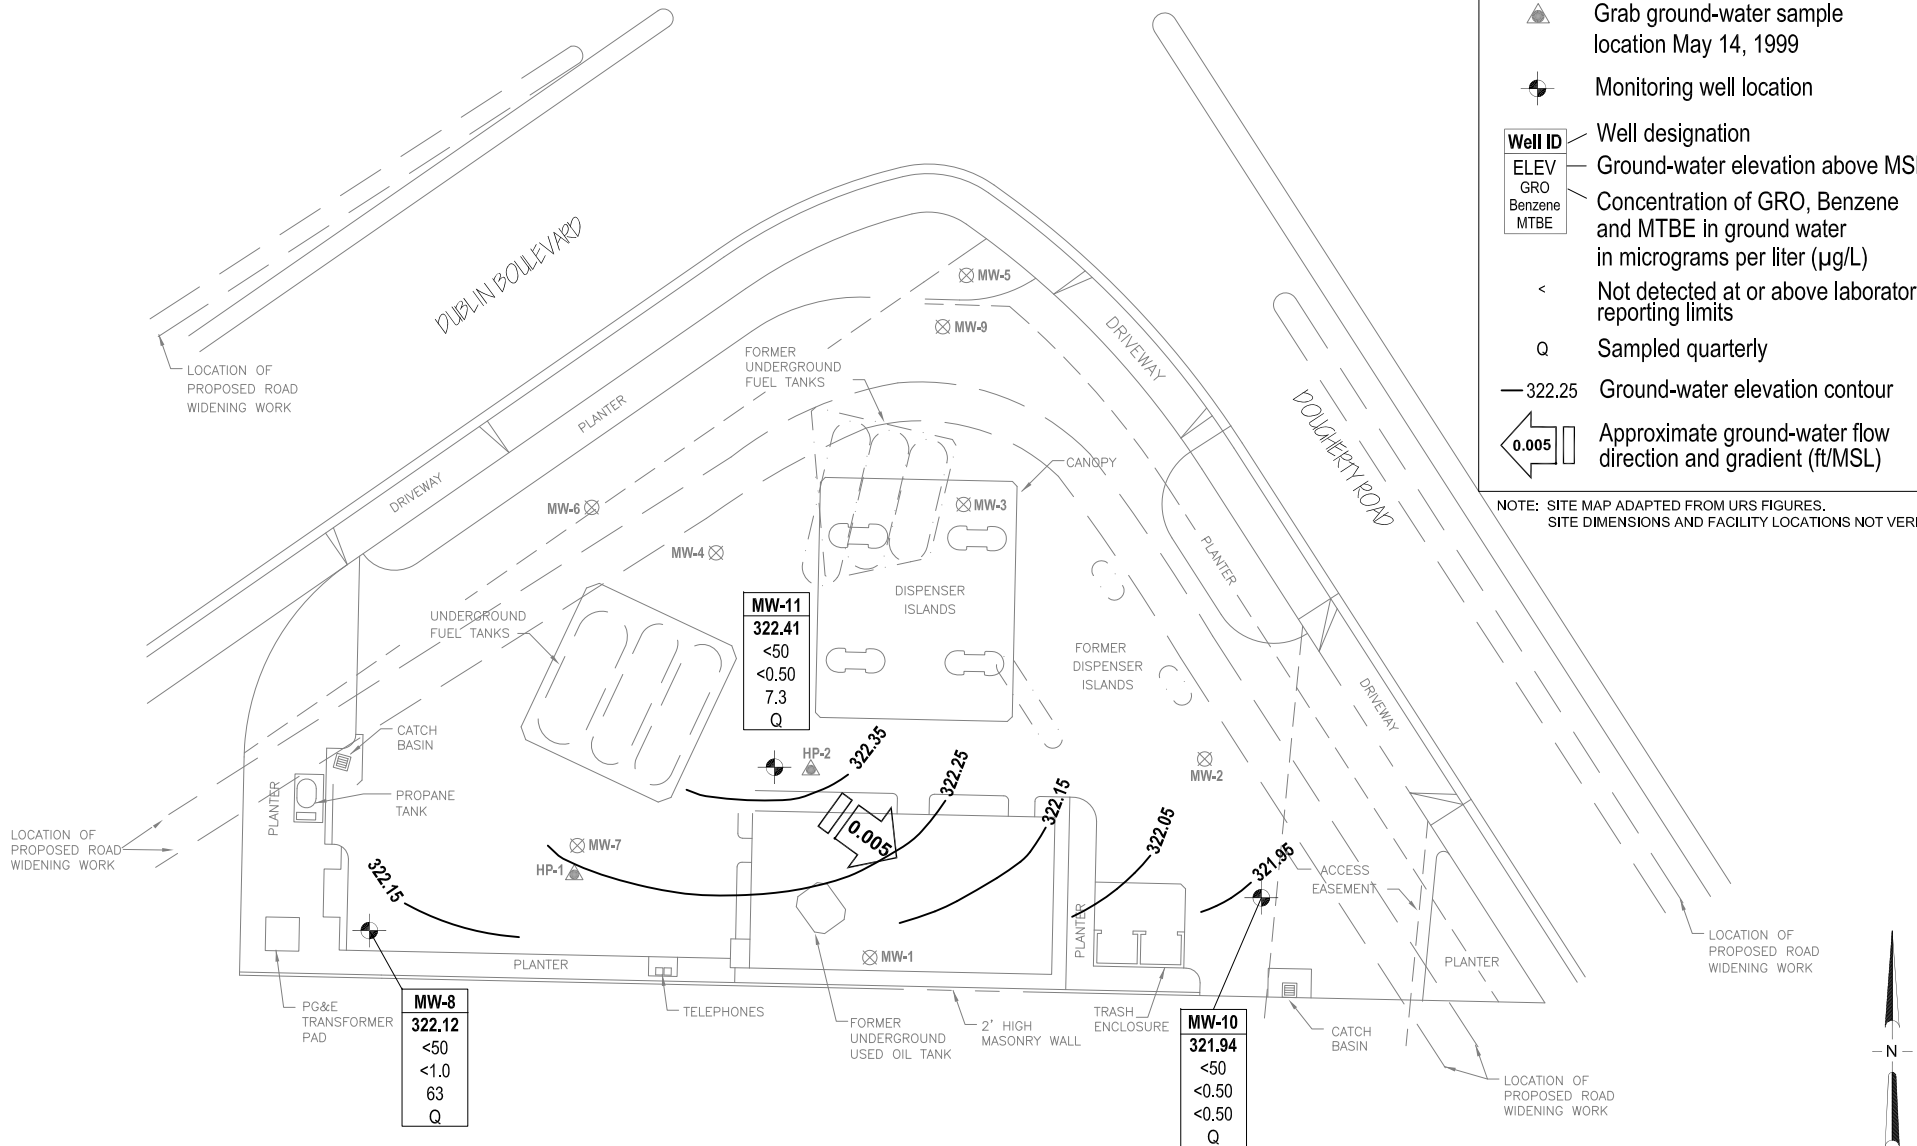 Grab ground-water sample
location May 14, 1999
Monitoring well location
Well ID
ELEV
GRO
Benzene
MTBE
Well designation
Ground-water elevation above
Concentration of GRO, Benzene
and MTBE in ground water
in micrograms per liter (µg/L)
< Not detected at or above
reporting limits
Q Sampled quarterly
322.25 Ground-water elevation contour
0.005
Approximate ground-water flow
direction and gradient (ft/MSL)
NOTE: SITE MAP ADAPTED FROM URS FIGURES.
SITE DIMENSIONS AND FACILITY LOCATIONS NOT
DUBLIN BOULEVARD
DOUGHERTY ROAD
LOCATION OF
PROPOSED ROAD
WIDENING WORK
MW-5
MW-9
DRIVEWAY
FORMER
UNDERGROUND
FUEL TANKS
PLANTER
CANOPY
DRIVEWAY
MW-6
MW-3
MW-4
PLANTER
DISPENSER
ISLANDS
UNDERGROUND
FUEL TANKS
MW-11
322.41
<50
<0.50
7.3
Q
FORMER
DISPENSER
ISLANDS
DRIVEWAY
CATCH
BASIN
HP-2
322.35
322.25
322.15
322.05
321.95
MW-2
PROPANE
TANK
PLANTER
LOCATION OF
PROPOSED ROAD
WIDENING WORK
0.005
MW-7
HP-1
322.15
ACCESS
EASEMENT
PLANTER
MW-1
PLANTER
PLANTER
LOCATION OF
PROPOSED ROAD
WIDENING WORK
PG&E
TRANSFORMER
PAD
MW-8
322.12
<50
<1.0
63
Q
TELEPHONES
FORMER
UNDERGROUND
USED OIL TANK
2' HIGH
MASONRY WALL
TRASH
ENCLOSURE
MW-10
321.94
<50
<0.50
<0.50
Q
CATCH
BASIN
LOCATION OF
PROPOSED ROAD
WIDENING WORK
N